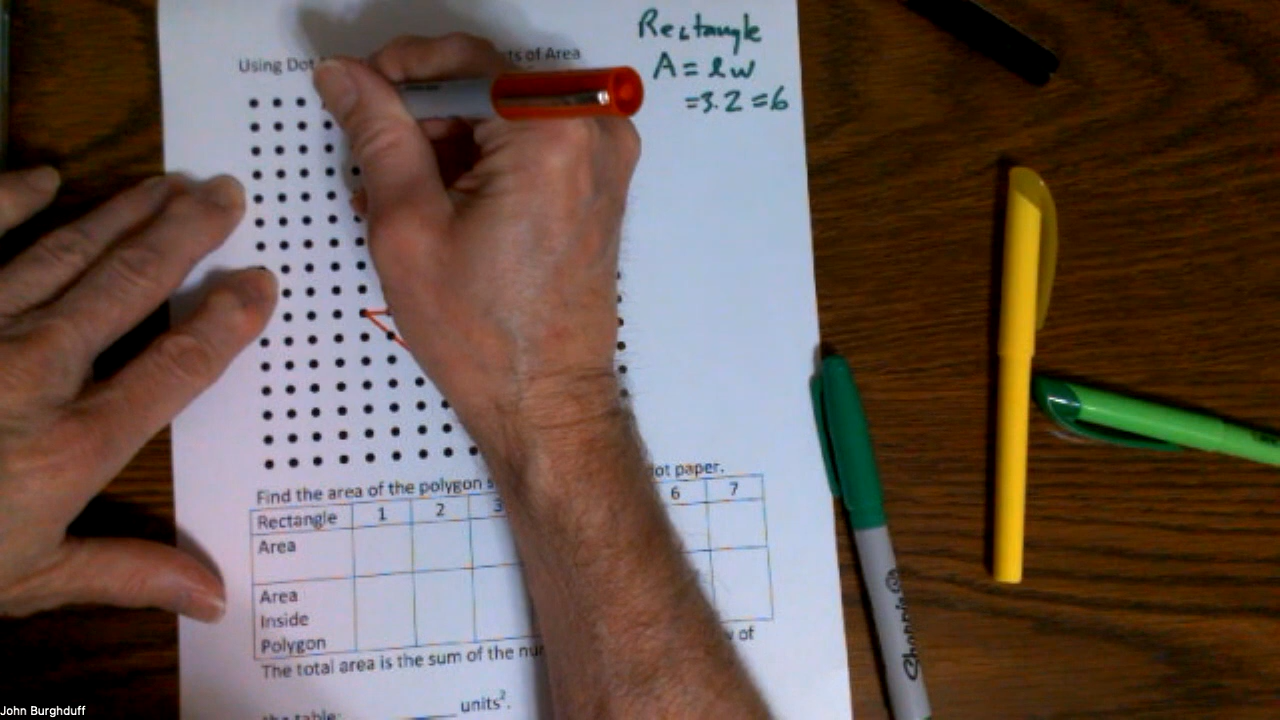 Rectangle
A = lw
= 3.2 = 6
Using Dot ts of Area
Find the area of the polygon dot paper.
Rectangle 1 2 3 6 7
Area
Area
Inside
Polygon
The total area is the sum of the of
the table: ______ units².
Sharpie
John Burghduff